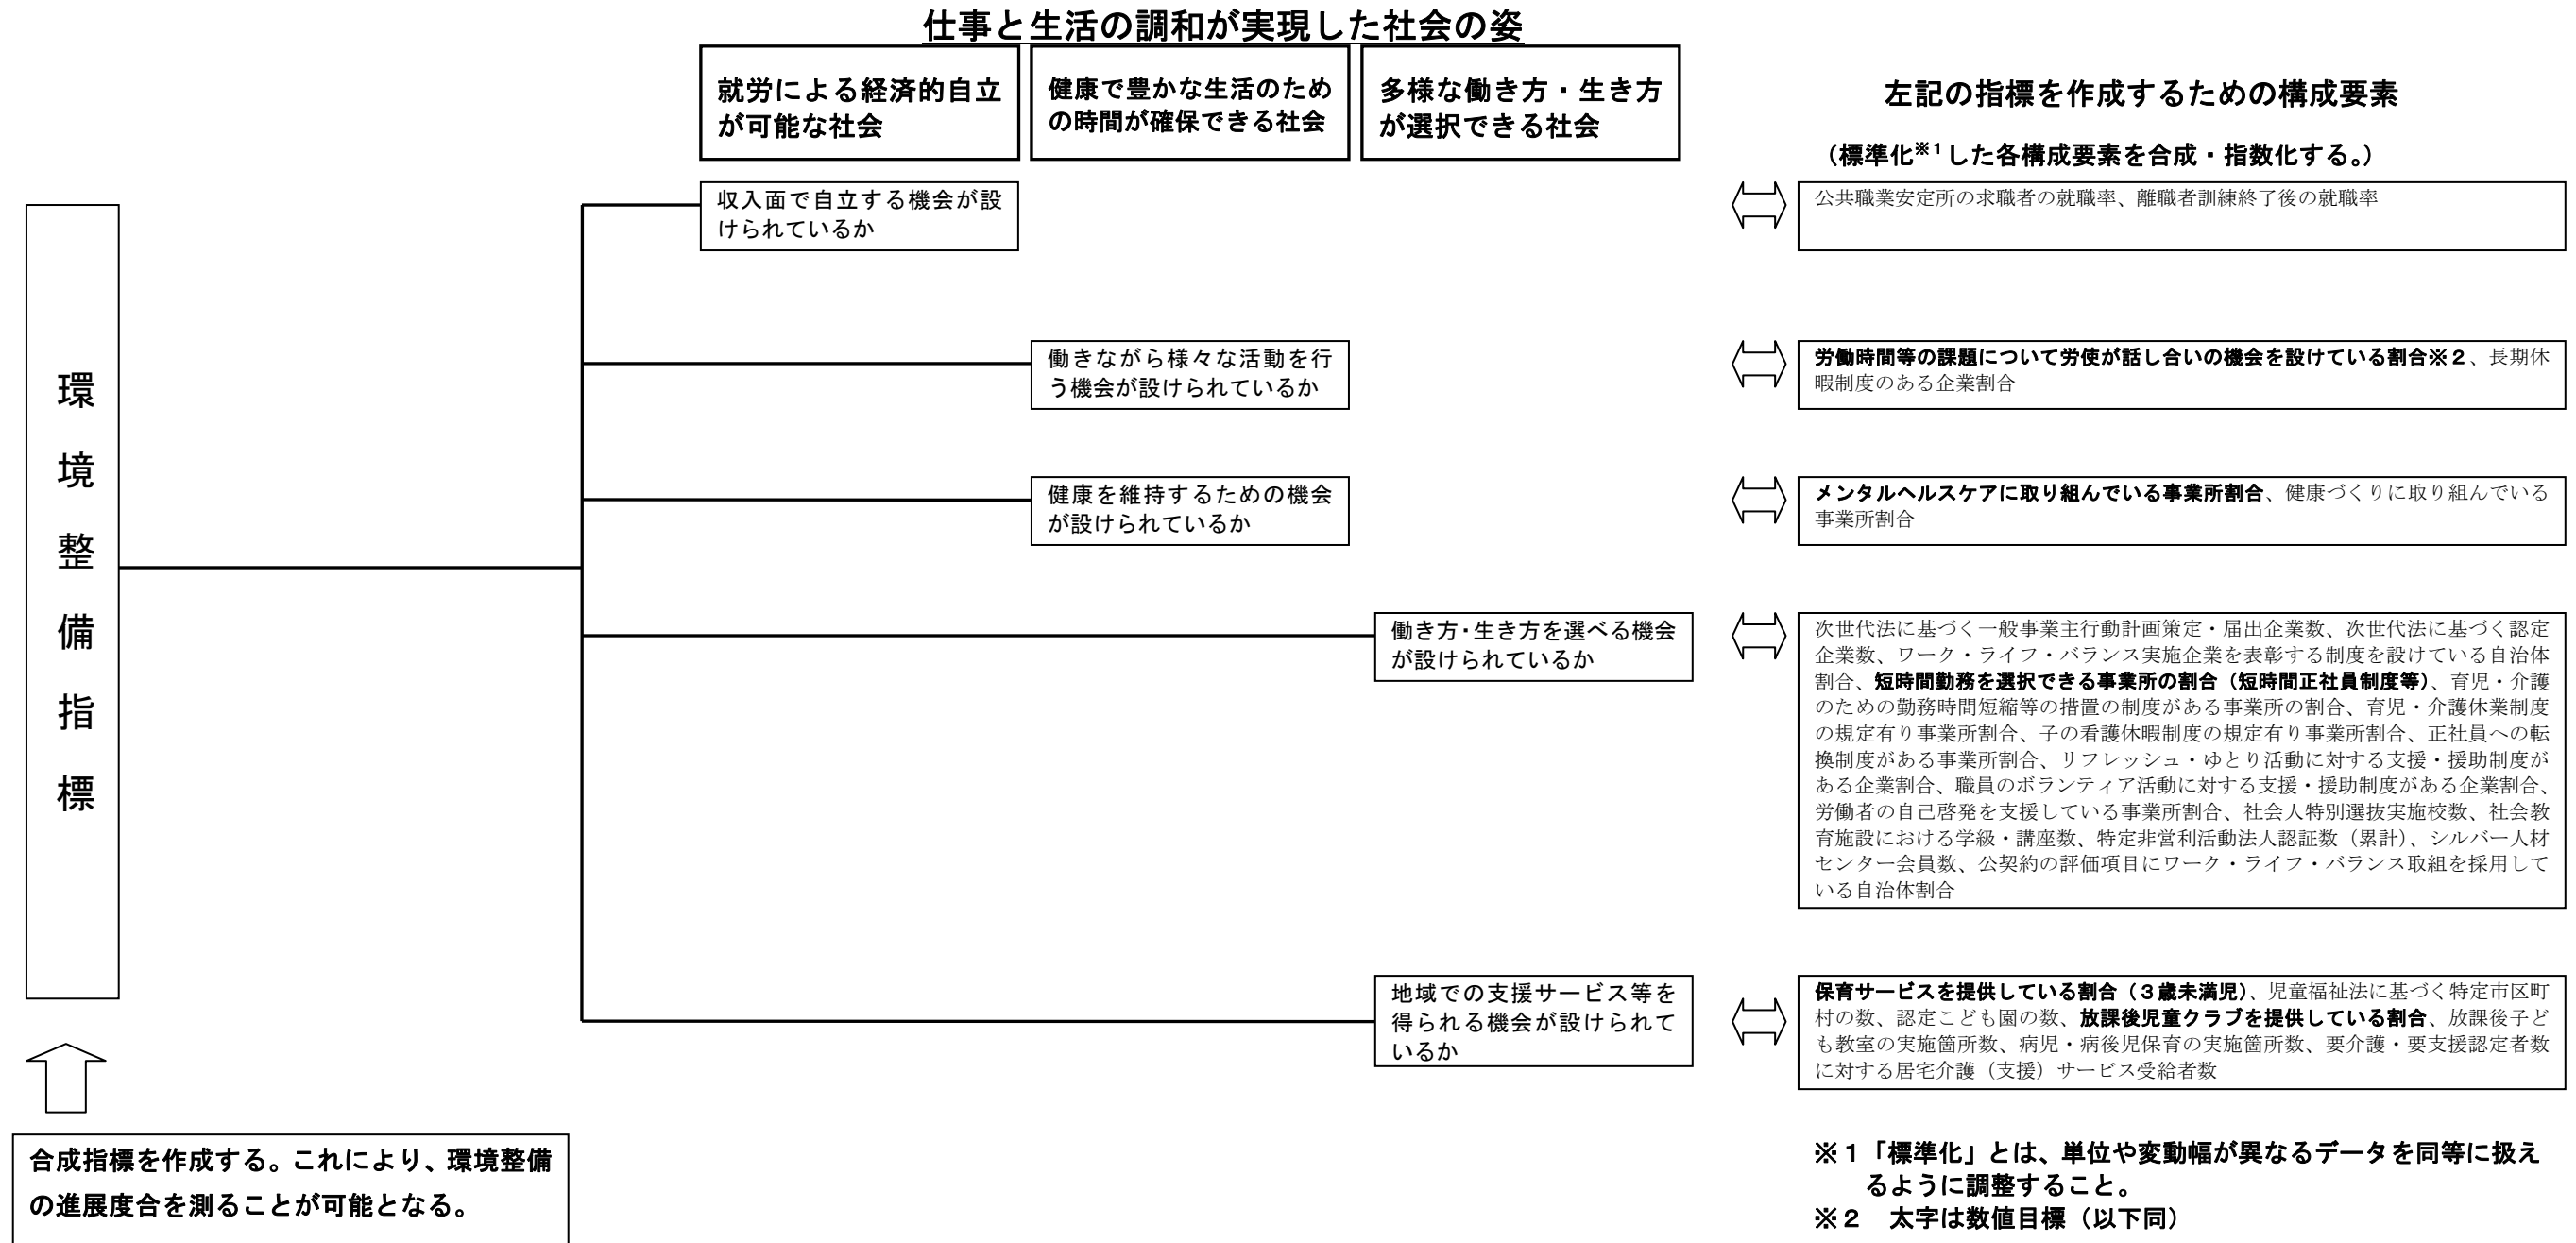 仕事と生活の調和が実現した社会の姿
就労による経済的自立
が可能な社会
健康で豊かな生活のため
の時間が確保できる社会
多様な働き方・生き方
が選択できる社会
左記の指標を作成するための構成要素
（標準化※１した各構成要素を合成・指数化する。）
環
境
整
備
指
標
収入面で自立する機会が設
けられているか
公共職業安定所の求職者の就職率、離職者訓練終了後の就職率
働きながら様々な活動を行
う機会が設けられているか
労働時間等の課題について労使が話し合いの機会を設けている割合※２、長期休
暇制度のある企業割合
健康を維持するための機会
が設けられているか
メンタルヘルスケアに取り組んでいる事業所割合、健康づくりに取り組んでいる
事業所割合
働き方・生き方を選べる機会
が設けられているか
次世代法に基づく一般事業主行動計画策定・届出企業数、次世代法に基づく認定
企業数、ワーク・ライフ・バランス実施企業を表彰する制度を設けている自治体
割合、短時間勤務を選択できる事業所の割合（短時間正社員制度等）、育児・介護
のための勤務時間短縮等の措置の制度がある事業所の割合、育児・介護休業制度
の規定有り事業所割合、子の看護休暇制度の規定有り事業所割合、正社員への転
換制度がある事業所割合、リフレッシュ・ゆとり活動に対する支援・援助制度が
ある企業割合、職員のボランティア活動に対する支援・援助制度がある企業割合、
労働者の自己啓発を支援している事業所割合、社会人特別選抜実施校数、社会教
育施設における学級・講座数、特定非営利活動法人認証数（累計）、シルバー人材
センター会員数、公契約の評価項目にワーク・ライフ・バランス取組を採用して
いる自治体割合
地域での支援サービス等を
得られる機会が設けられて
いるか
保育サービスを提供している割合（３歳未満児）、児童福祉法に基づく特定市区町
村の数、認定こども園の数、放課後児童クラブを提供している割合、放課後子ど
も教室の実施箇所数、病児・病後児保育の実施箇所数、要介護・要支援認定者数
に対する居宅介護（支援）サービス受給者数
合成指標を作成する。これにより、環境整備
の進展度合を測ることが可能となる。
※１「標準化」とは、単位や変動幅が異なるデータを同等に扱え
るように調整すること。
※２　太字は数値目標（以下同）